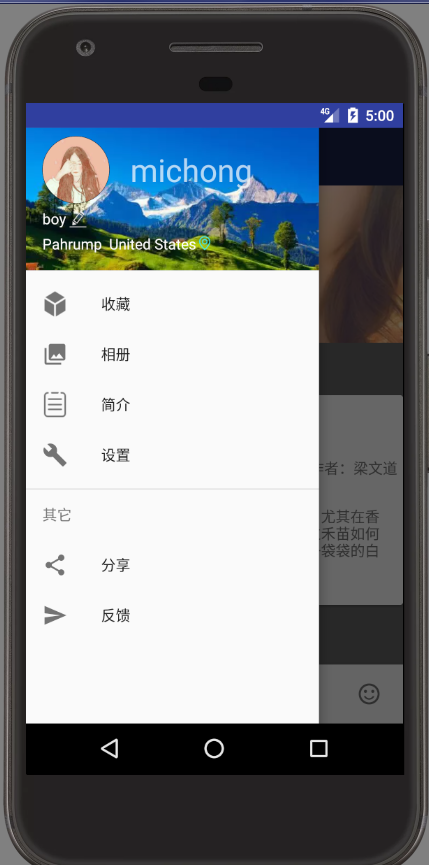 4G 5:00
michong
boy
Pahrump United States
收藏
相册
简介
设置
其它
分享
反馈
者：梁文道
尤其在香
禾苗如何
袋袋的白